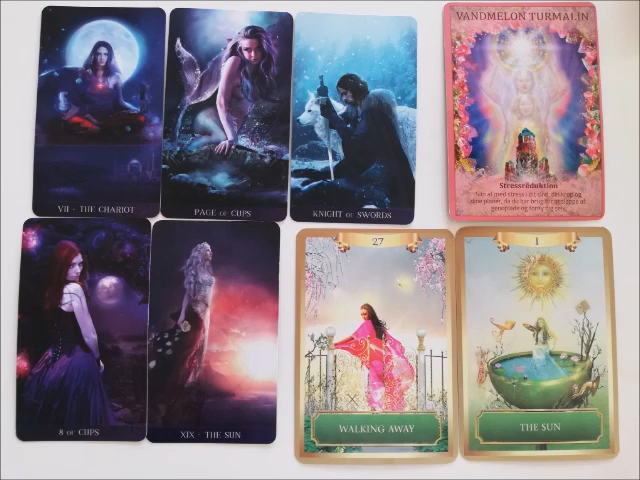 VII · THE CHARIOT
PAGE OF CUPS
KNIGHT OF SWORDS
VANDMELON TURMALIN
Stressreduktion
8 OF CUPS
XIX · THE SUN
27
WALKING AWAY
1
THE SUN